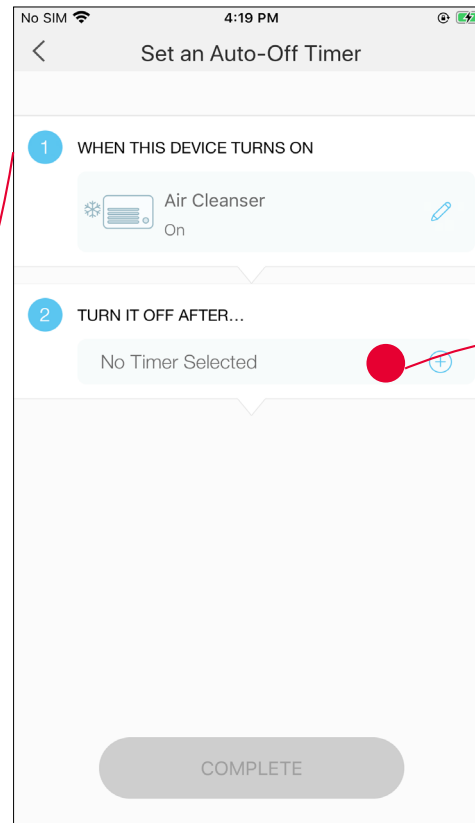 No SIM 4:19 PM
Set an Auto-Off Timer
1 WHEN THIS DEVICE TURNS ON
Air Cleanser
On
2 TURN IT OFF AFTER...
No Timer Selected
COMPLETE